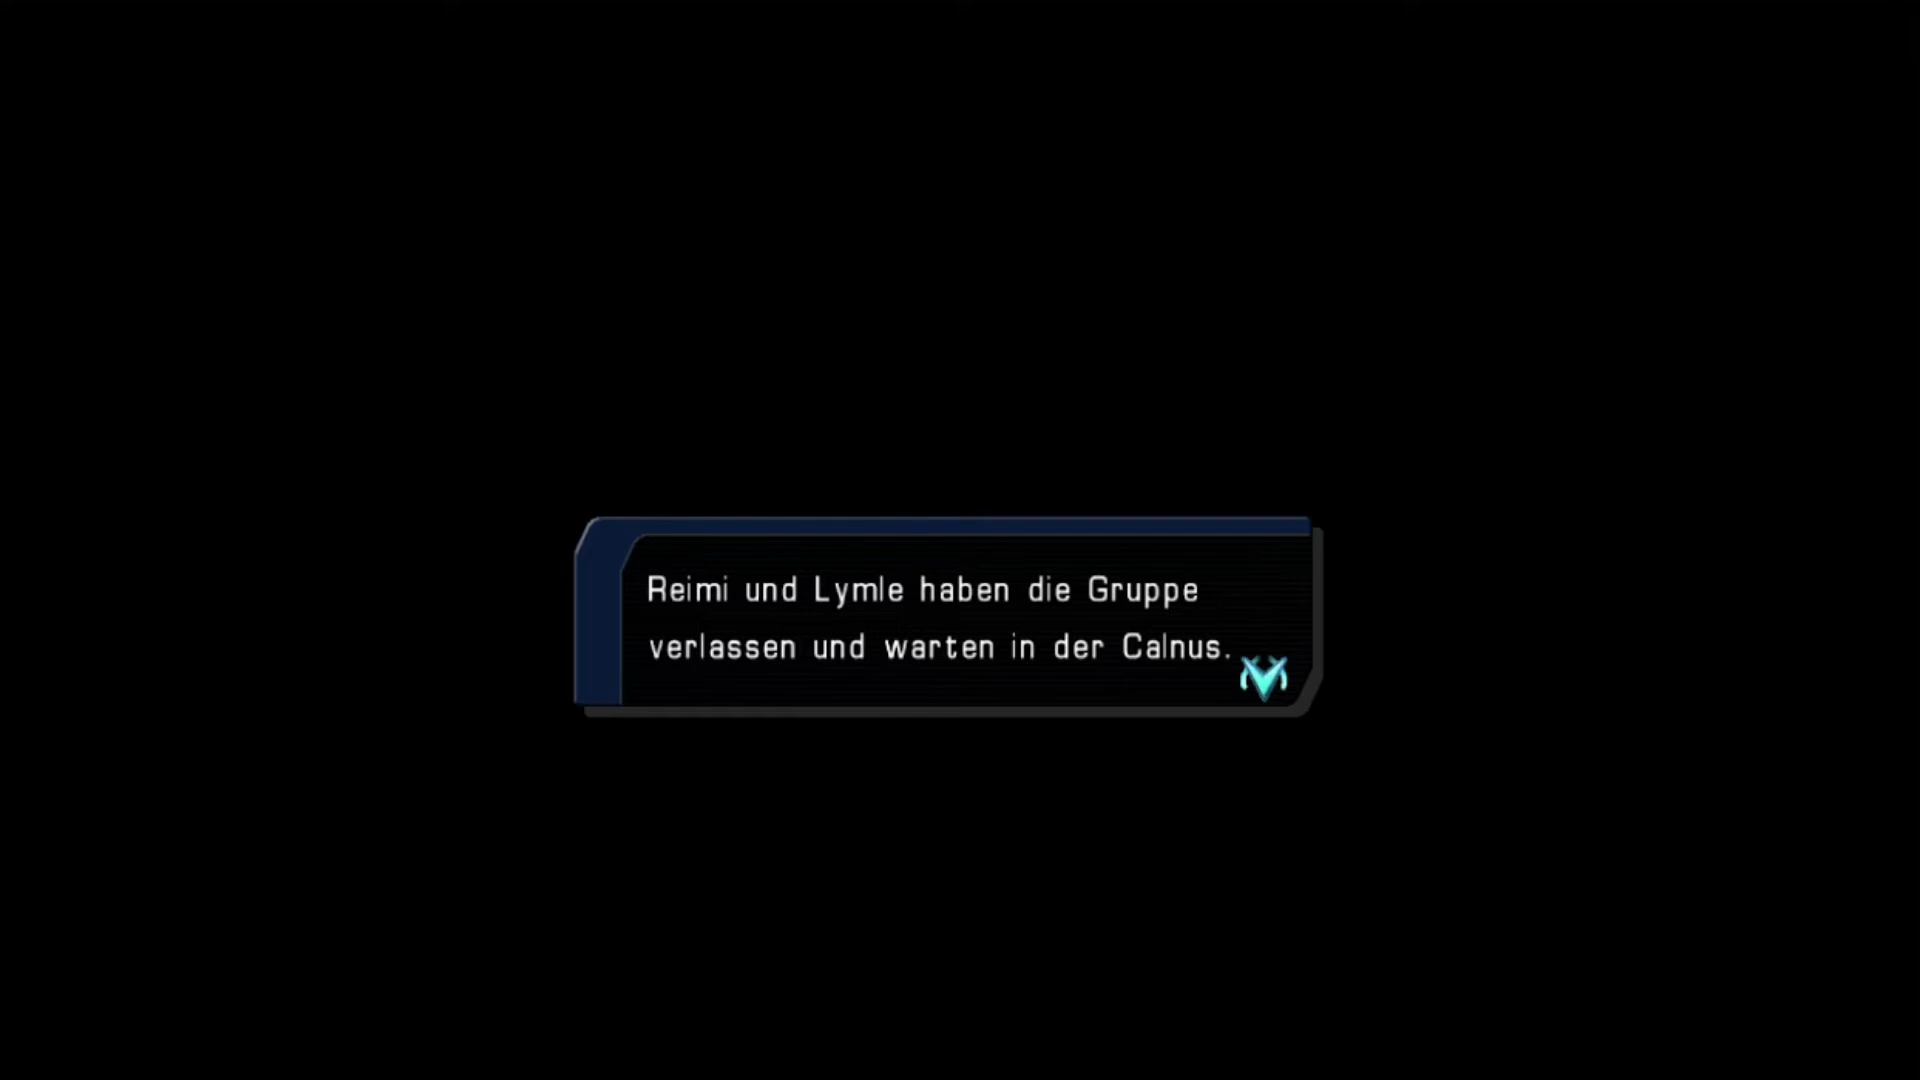 Reimi und Lymle haben die Gruppe
verlassen und warten in der Calnus.